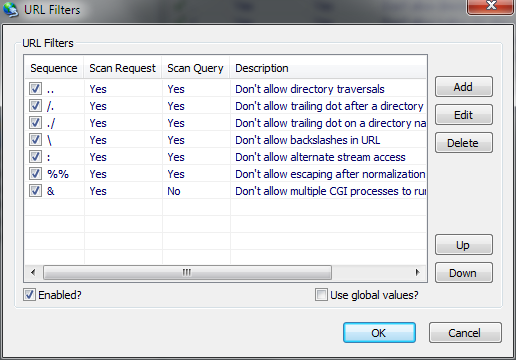 URL Filters
URL Filters
Sequence Scan Request Scan Query Description
.. Yes Yes Don't allow directory traversals
/. Yes Yes Don't allow trailing dot after a directory
./ Yes Yes Don't allow trailing dot on a directory na
\ Yes Yes Don't allow backslashes in URL
: Yes Yes Don't allow alternate stream access
%% Yes Yes Don't allow escaping after normalization
& Yes No Don't allow multiple CGI processes to run
Add
Edit
Delete
Up
Down
Enabled? Use global values?
OK Cancel